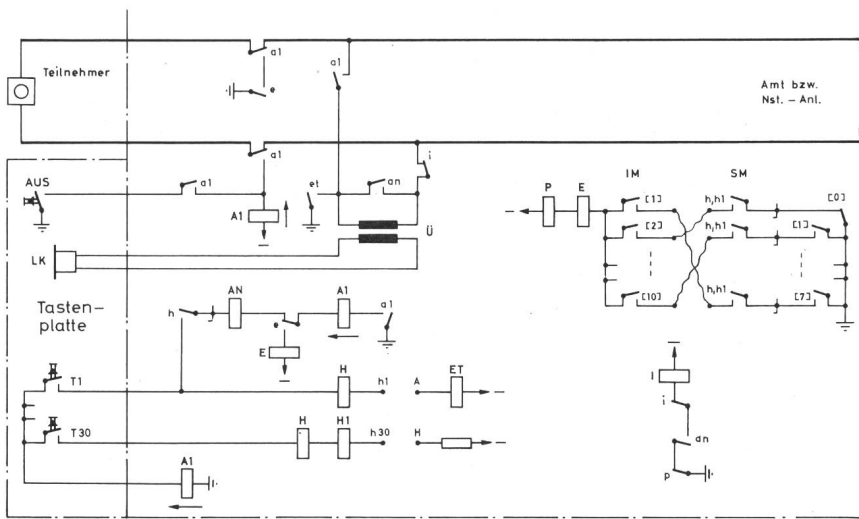 Teilnehmer
a1
e
a1
Amt bzw.
Nst. – Anl.
a1
i
AUS
a1
et
an
A1
Ü
LK
IM
SM
P
E
[1]
h,h1
[0]
[2]
h,h1
[1]
[10]
h,h1
[7]
Tasten-
platte
h
AN
e
A1
a1
E
T1
H
h1
A
ET
I
i
T30
H
H1
h30
H
an
A1
p